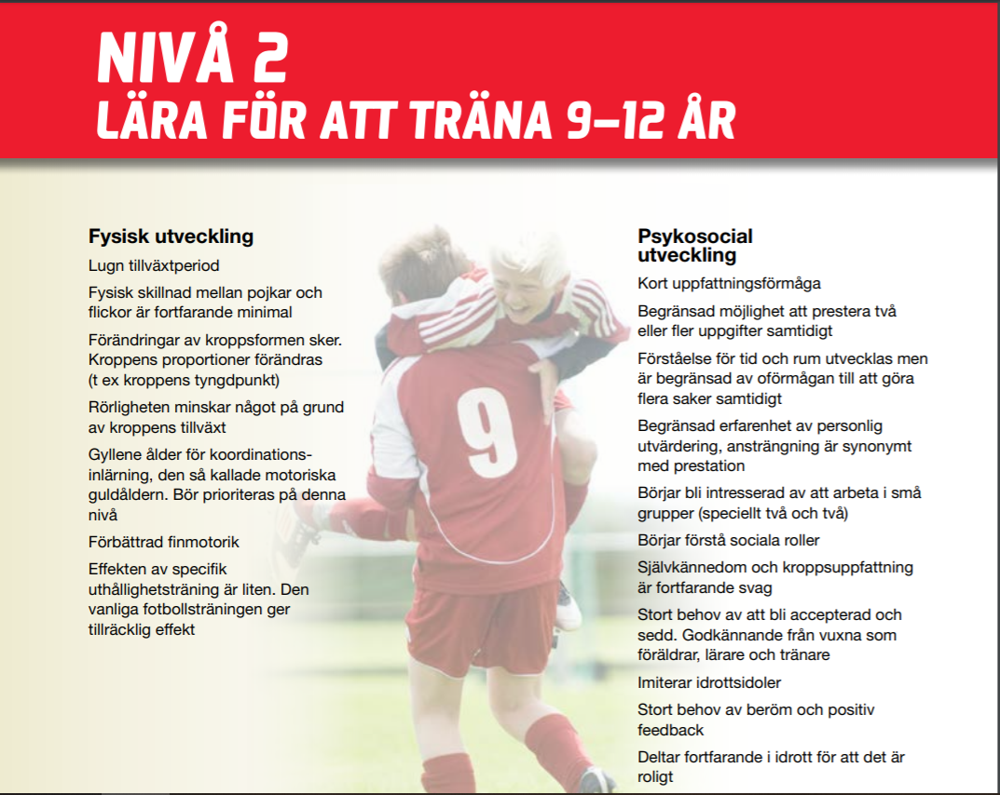 NIVÅ 2
LÄRA FÖR ATT TRÄNA 9–12 ÅR
Fysisk utveckling
Lugn tillväxtperiod
Fysisk skillnad mellan pojkar och
flickor är fortfarande minimal
Förändringar av kroppsformen sker.
Kroppens proportioner förändras
(t ex kroppens tyngdpunkt)
Rörligheten minskar något på grund
av kroppens tillväxt
Gyllene ålder för koordinations-
inlärning, den så kallade motoriska
guldåldern. Bör prioriteras på denna
nivå
Förbättrad finmotorik
Effekten av specifik
uthållighetsträning är liten. Den
vanliga fotbollsträningen ger
tillräcklig effekt
9
Psykosocial
utveckling
Kort uppfattningsförmåga
Begränsad möjlighet att prestera två
eller fler uppgifter samtidigt
Förståelse för tid och rum utvecklas men
är begränsad av oförmågan till att göra
flera saker samtidigt
Begränsad erfarenhet av personlig
utvärdering, ansträngning är synonymt
med prestation
Börjar bli intresserad av att arbeta i små
grupper (speciellt två och två)
Börjar förstå sociala roller
Självkännedom och kroppsuppfattning
är fortfarande svag
Stort behov av att bli accepterad och
sedd. Godkännande från vuxna som
föräldrar, lärare och tränare
Imiterar idrottsidoler
Stort behov av beröm och positiv
feedback
Deltar fortfarande i idrott för att det är
roligt